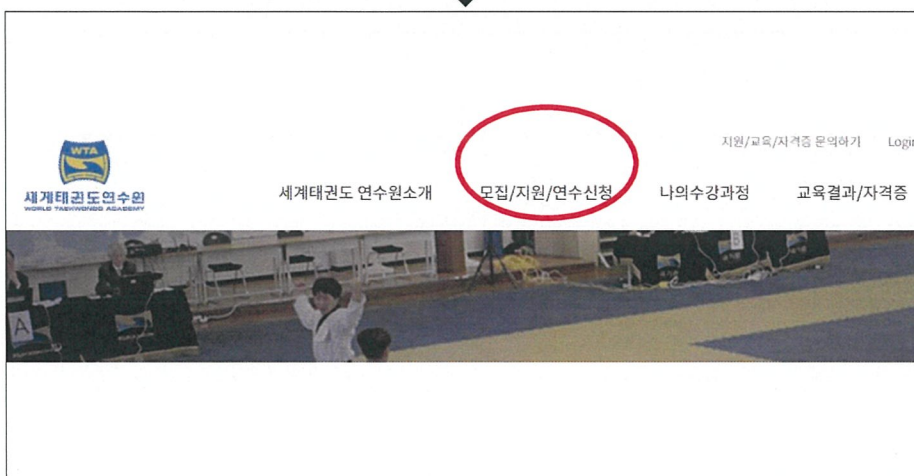 지원/교육/자격증 문의하기 Login
WTA
세계태권도연수원
WORLD TAEKWONDO ACADEMY
세계태권도 연수원소개 모집/지원/연수신청 나의수강과정 교육결과/자격증
A
B